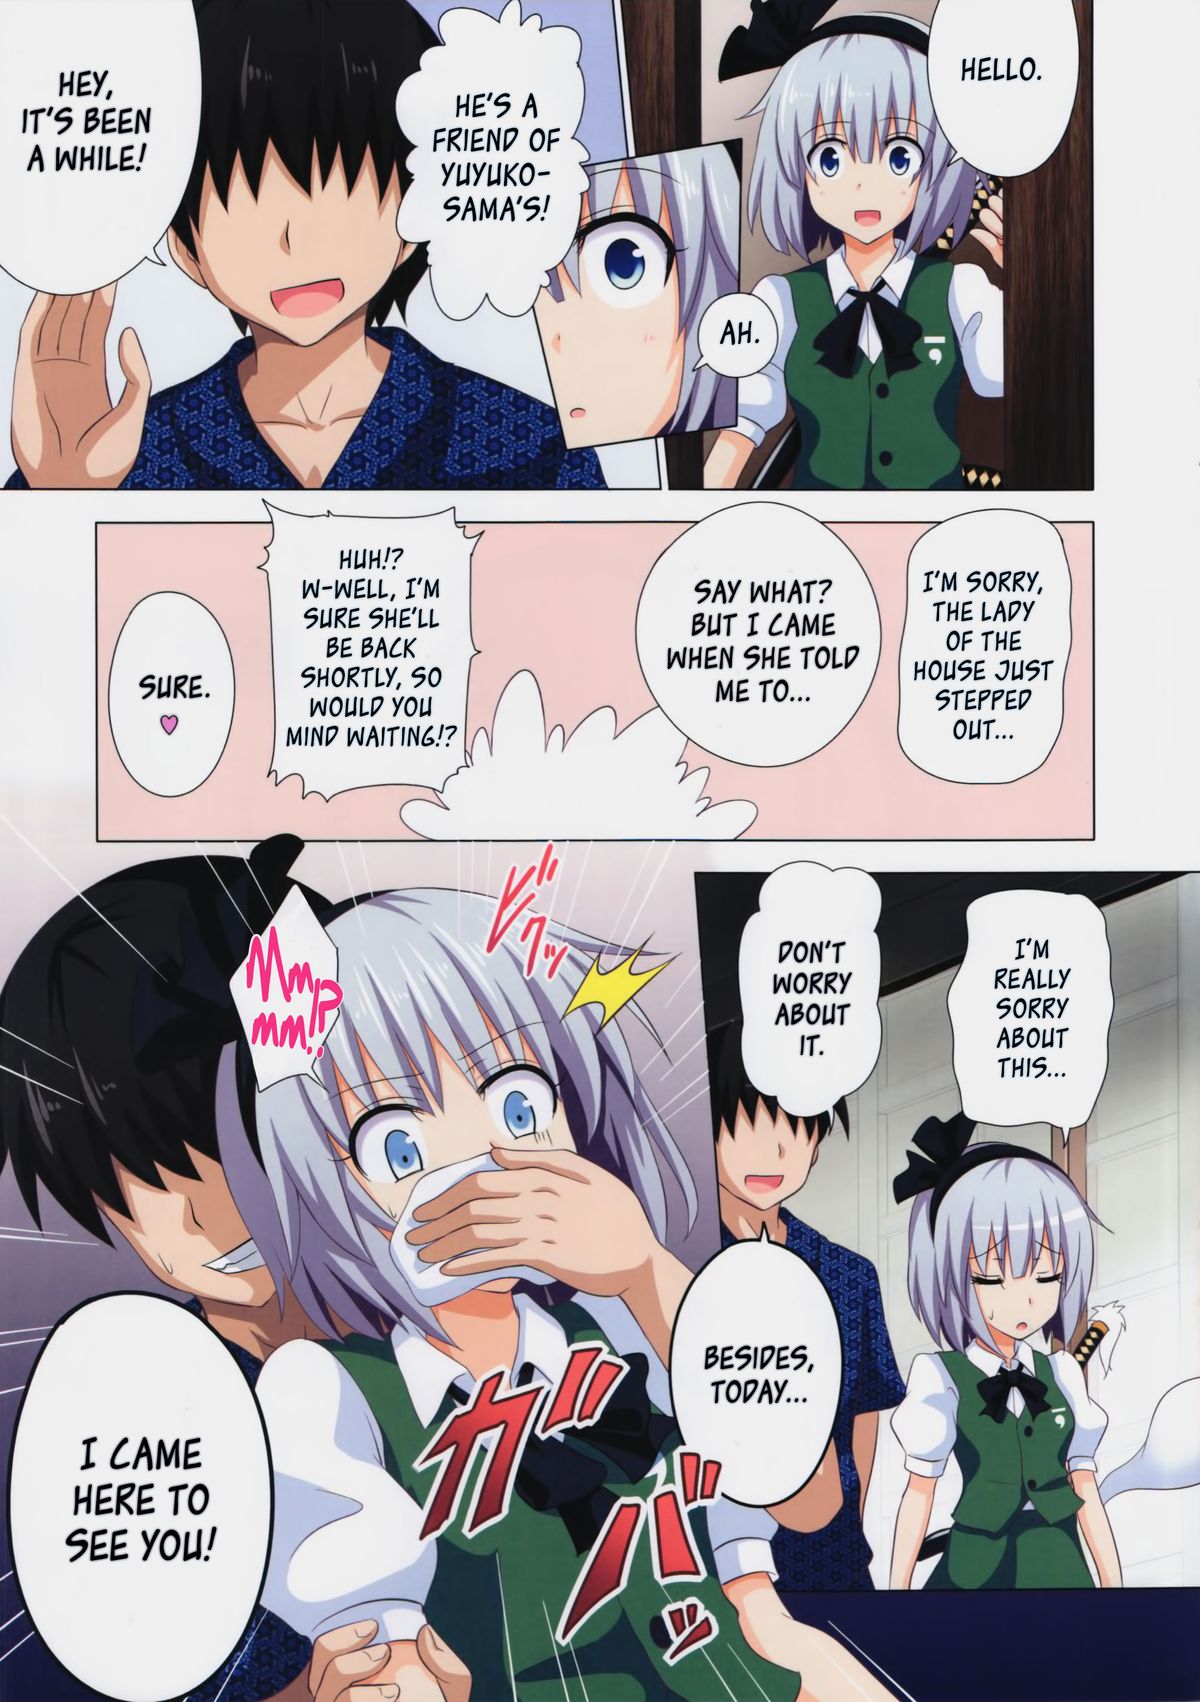 HELLO.
AH.
HE'S A
FRIEND OF
YUYUKO-
SAMA'S!
HEY,
IT'S BEEN
A WHILE!
I'M SORRY,
THE LADY
OF THE
HOUSE JUST
STEPPED
OUT...
SAY WHAT?
BUT I CAME
WHEN SHE TOLD
ME TO...
HUH!?
W-WELL, I'M
SURE SHE'LL
BE BACK
SHORTLY, SO
WOULD YOU
MIND WAITING!?
SURE.
♥
I'M
REALLY
SORRY
ABOUT
THIS...
DON'T
WORRY
ABOUT
IT.
BESIDES,
TODAY...
ビクッ
Mm
mm!?
ガバッ
I CAME
HERE TO
SEE YOU!